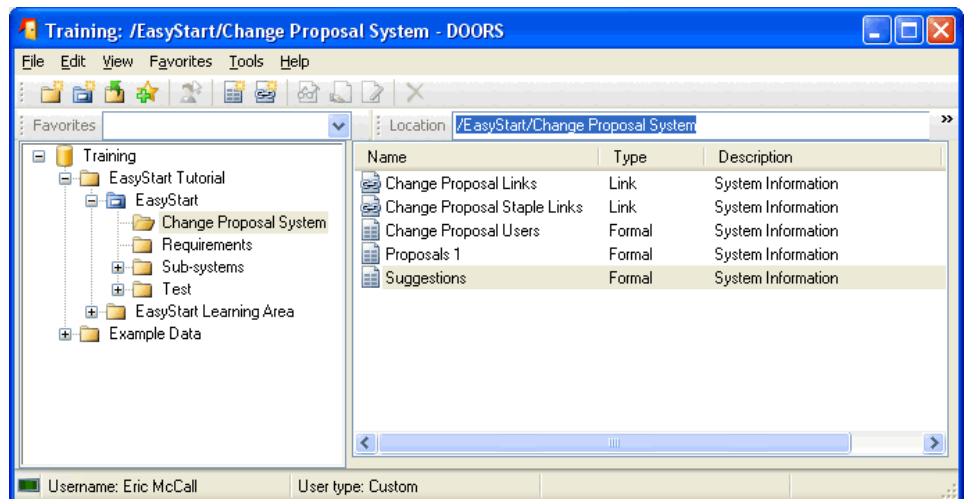 Training: /EasyStart/Change Proposal System - DOORS
File Edit View Favorites Tools Help
Favorites
Location /EasyStart/Change Proposal System »
Training
EasyStart Tutorial
EasyStart
Change Proposal System
Requirements
Sub-systems
Test
EasyStart Learning Area
Example Data
Name Type Description
Change Proposal Links Link System Information
Change Proposal Staple Links Link System Information
Change Proposal Users Formal System Information
Proposals 1 Formal System Information
Suggestions Formal System Information
Username: Eric McCall User type: Custom